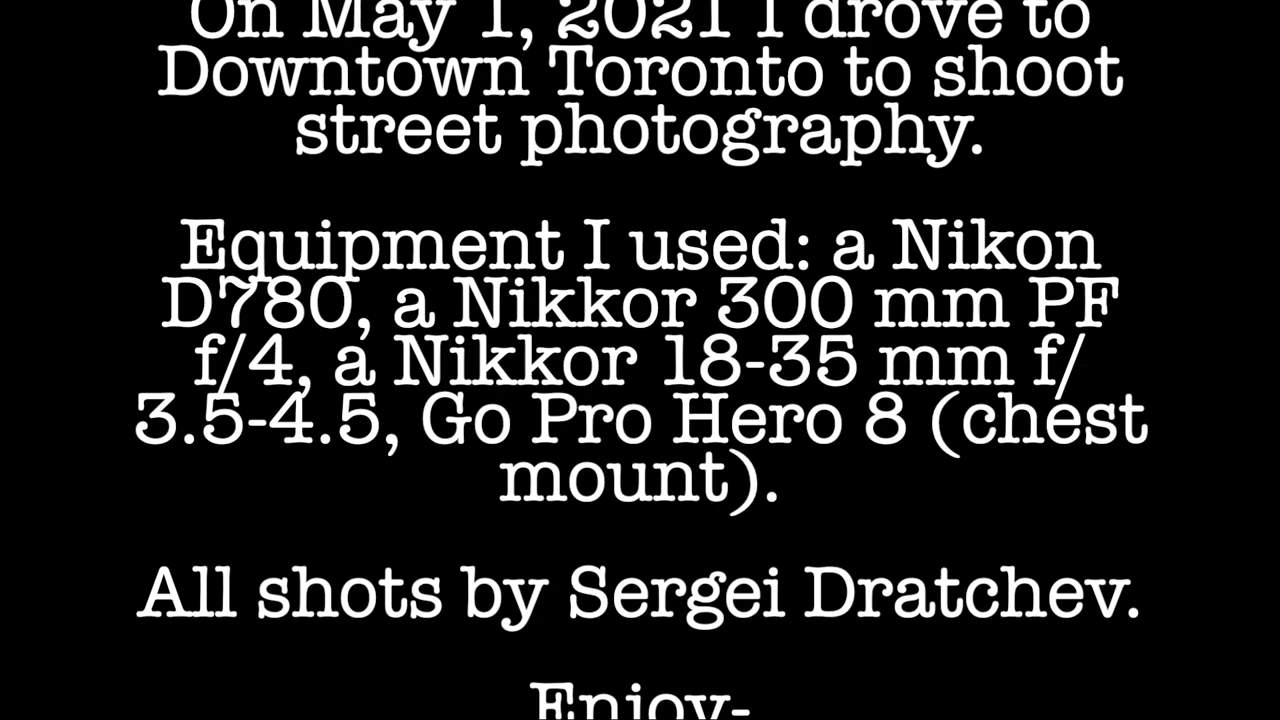 On May 1, 2021 I drove to
Downtown Toronto to shoot
street photography.
Equipment I used: a Nikon
D780, a Nikkor 300 mm PF
f/4, a Nikkor 18-35 mm f/
3.5-4.5, Go Pro Hero 8 (chest
mount).
All shots by Sergei Dratchev.
Enjoy-